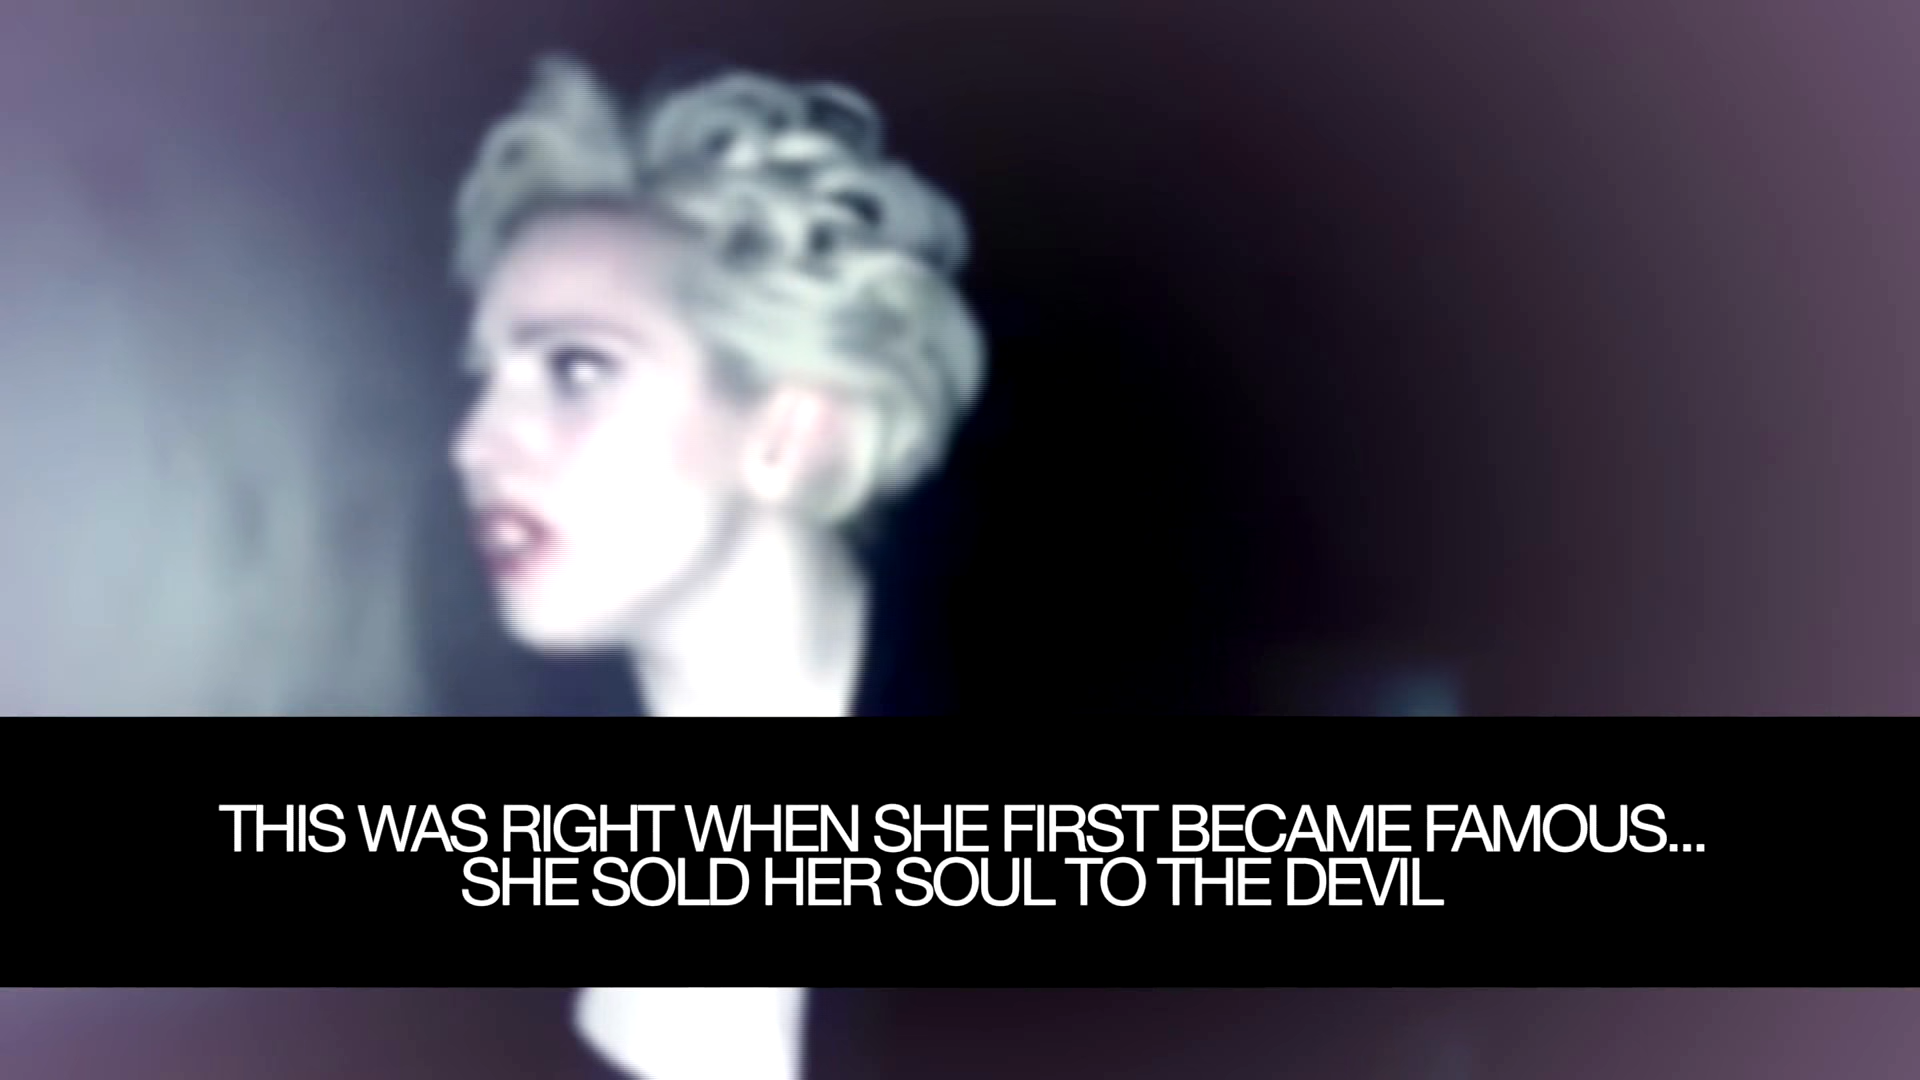 THIS WAS RIGHT WHEN SHE FIRST BECAME FAMOUS...
SHE SOLD HER SOUL TO THE DEVIL